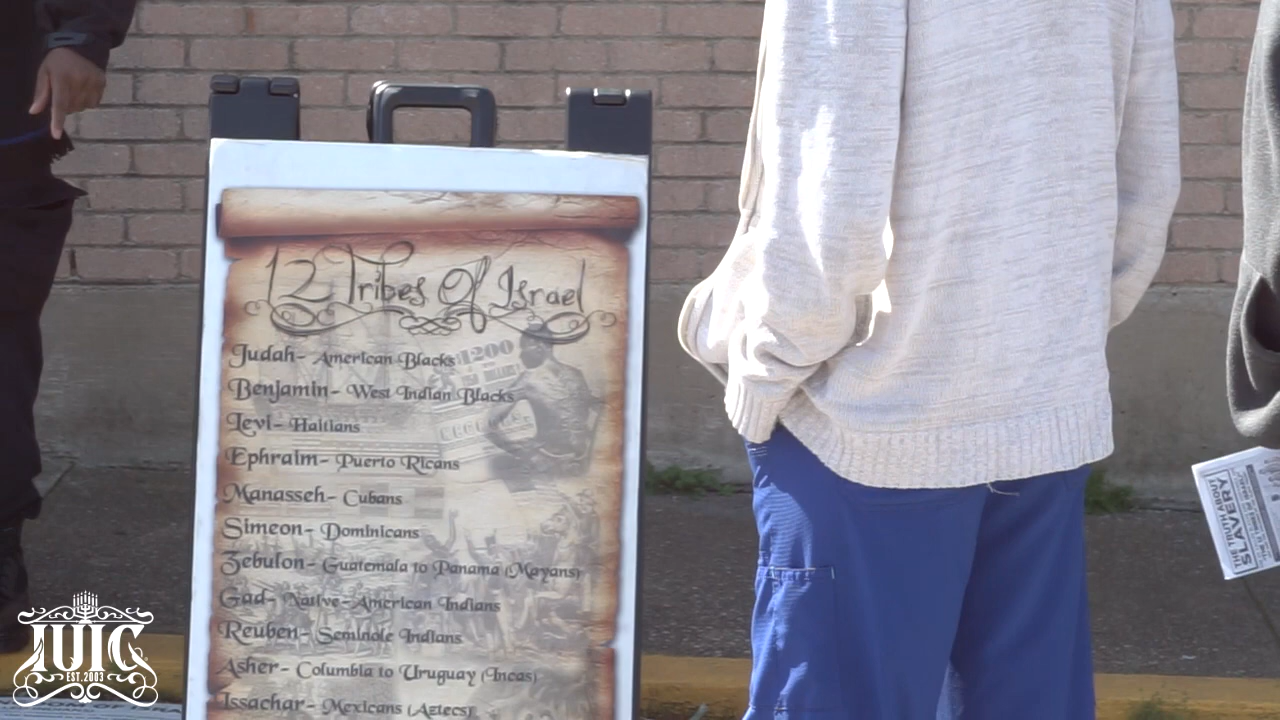 12 Tribes Of Israel
Judah- American Blacks
$1200
Benjamin- West Indian Blacks
Levi- Haitians
Ephraim- Puerto Ricans
Manasseh- Cubans
Simeon- Dominicans
Zebulon- Guatemala to Panama (Mayans)
Gad- Native-American Indians
Reuben- Seminole Indians
Asher- Columbia to Uruguay (Incas)
Issachar- Mexicans (Aztecs)
THE TRUTH ABOUT
SLAVERY
IUIC
EST. 2003